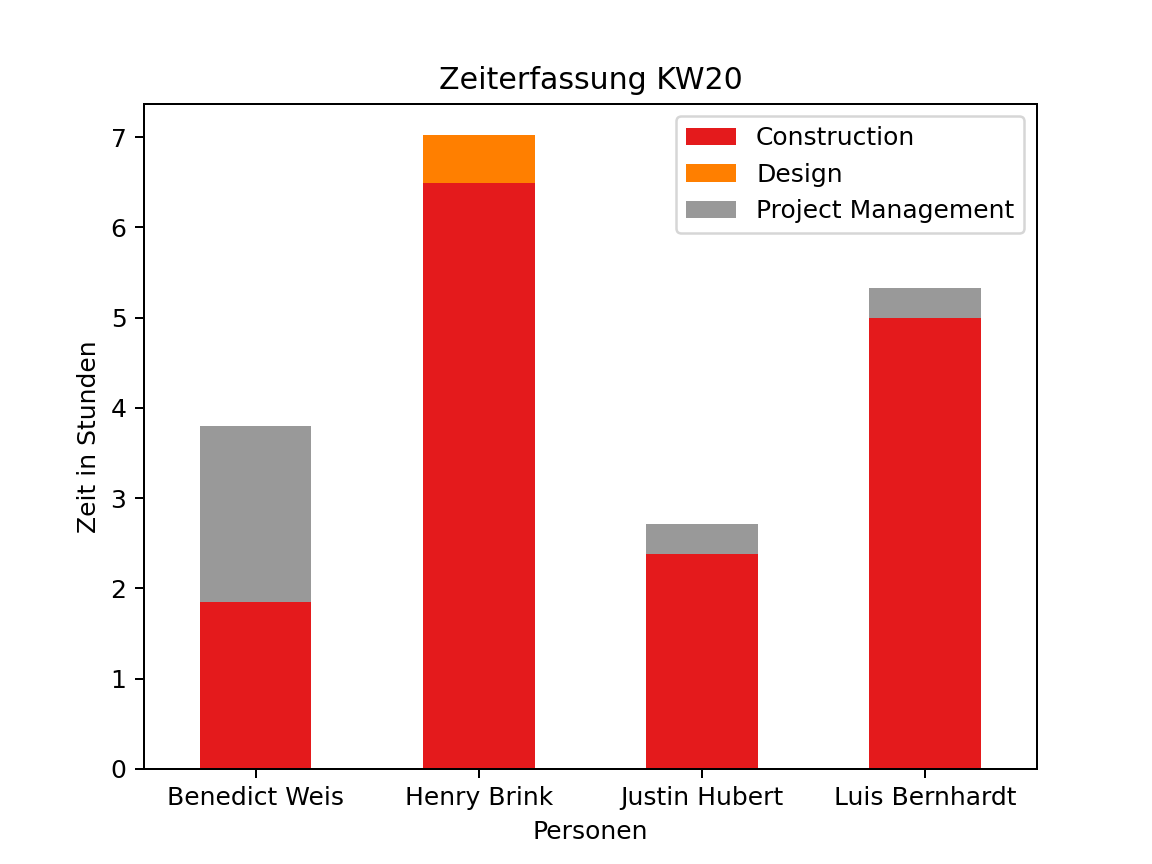 Zeiterfassung KW20
Construction
Design
Project Management
Zeit in Stunden
7
6
5
4
3
2
1
0
Benedict Weis
Henry Brink
Justin Hubert
Luis Bernhardt
Personen